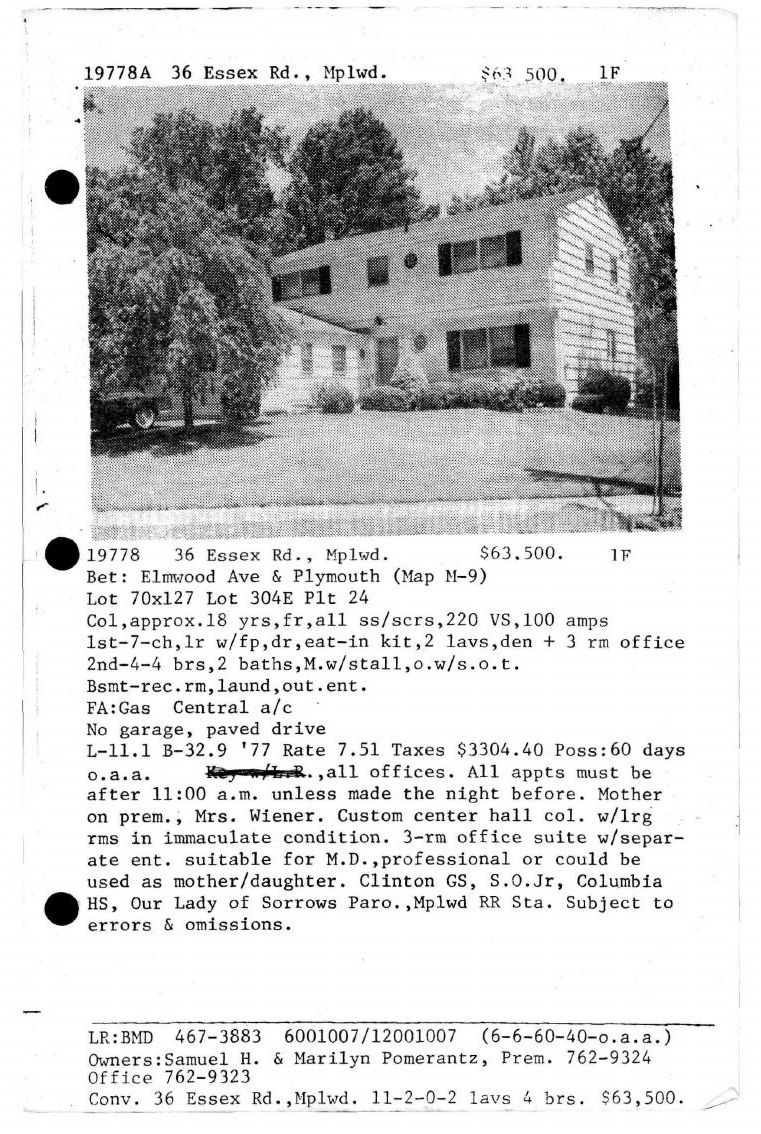 19778A 36 Essex Rd., Mplwd. $63 500. 1F
19778 36 Essex Rd., Mplwd. $63.500. 1F
Bet: Elmwood Ave & Plymouth (Map M-9)
Lot 70x127 Lot 304E Plt 24
Col,approx.18 yrs,fr,all ss/scrs,220 VS,100 amps
1st-7-ch,lr w/fp,dr,eat-in kit,2 lavs,den + 3 rm office
2nd-4-4 brs,2 baths,M.w/stall,o.w/s.o.t.
Bsmt-rec.rm,laund,out.ent.
FA:Gas Central a/c
No garage, paved drive
L-11.1 B-32.9 '77 Rate 7.51 Taxes $3304.40 Poss:60 days
o.a.a. Key w/L.R.,all offices. All appts must be
after 11:00 a.m. unless made the night before. Mother
on prem., Mrs. Wiener. Custom center hall col. w/lrg
rms in immaculate condition. 3-rm office suite w/separ-
ate ent. suitable for M.D.,professional or could be
used as mother/daughter. Clinton GS, S.O.Jr, Columbia
HS, Our Lady of Sorrows Paro.,Mplwd RR Sta. Subject to
errors & omissions.
LR:BMD 467-3883 6001007/12001007 (6-6-60-40-o.a.a.)
Owners:Samuel H. & Marilyn Pomerantz, Prem. 762-9324
Office 762-9323
Conv. 36 Essex Rd.,Mplwd. 11-2-0-2 lavs 4 brs. $63,500.